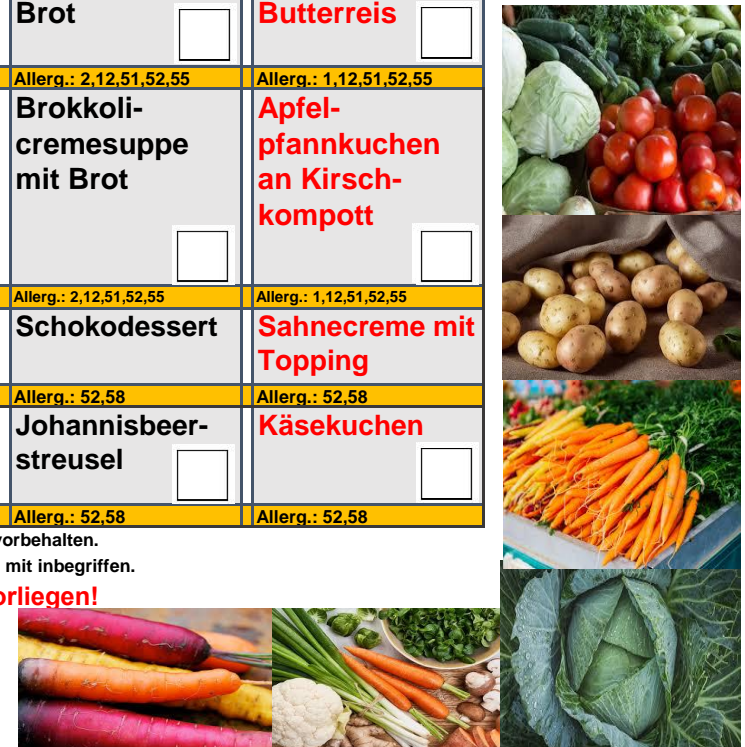 Brot
Butterreis
Allerg.: 2,12,51,52,55
Allerg.: 1,12,51,52,55
Brokkoli-
cremesuppe
mit Brot
Apfel-
pfannkuchen
an Kirsch-
kompott
Allerg.: 2,12,51,52,55
Allerg.: 1,12,51,52,55
Schokodessert
Sahnecreme mit
Topping
Allerg.: 52,58
Allerg.: 52,58
Johannisbeer-
streusel
Käsekuchen
Allerg.: 52,58
Allerg.: 52,58
vorbehalten.
mit inbegriffen.
orliegen!